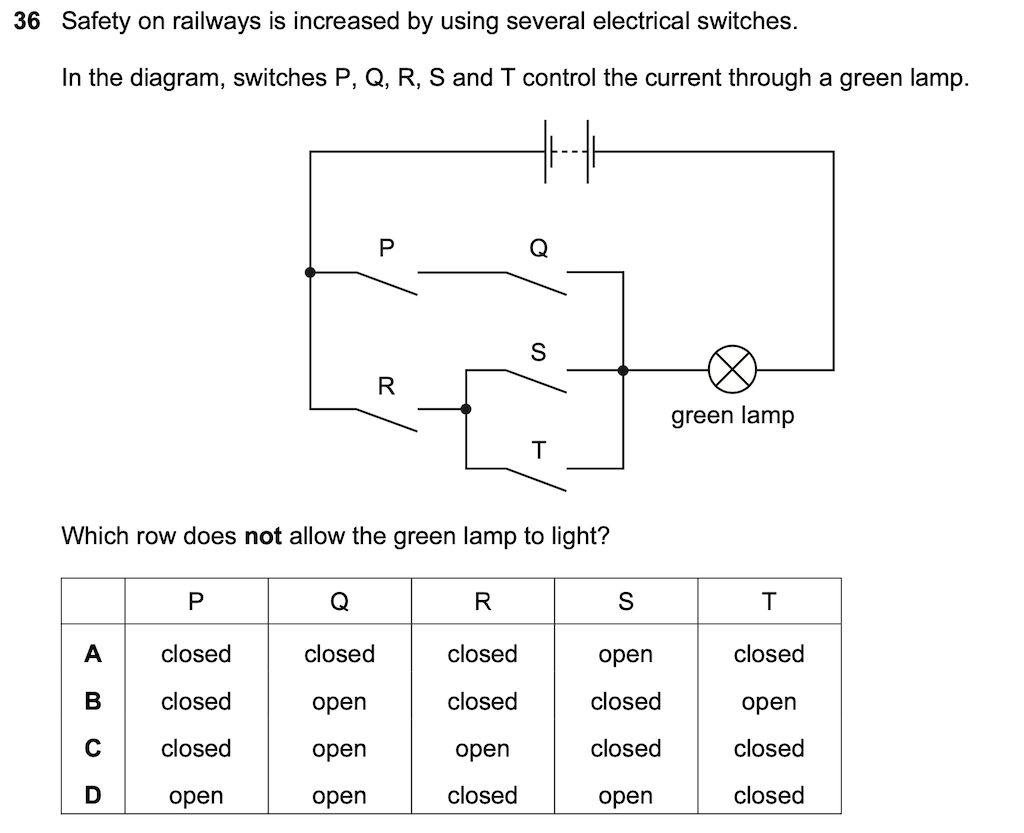 36 Safety on railways is increased by using several electrical switches.
In the diagram, switches P, Q, R, S and T control the current through a green lamp.
P
Q
S
R
green lamp
T
Which row does not allow the green lamp to light?
P Q R S T
A closed closed closed open closed
B closed open closed closed open
C closed open open closed closed
D open open closed open closed